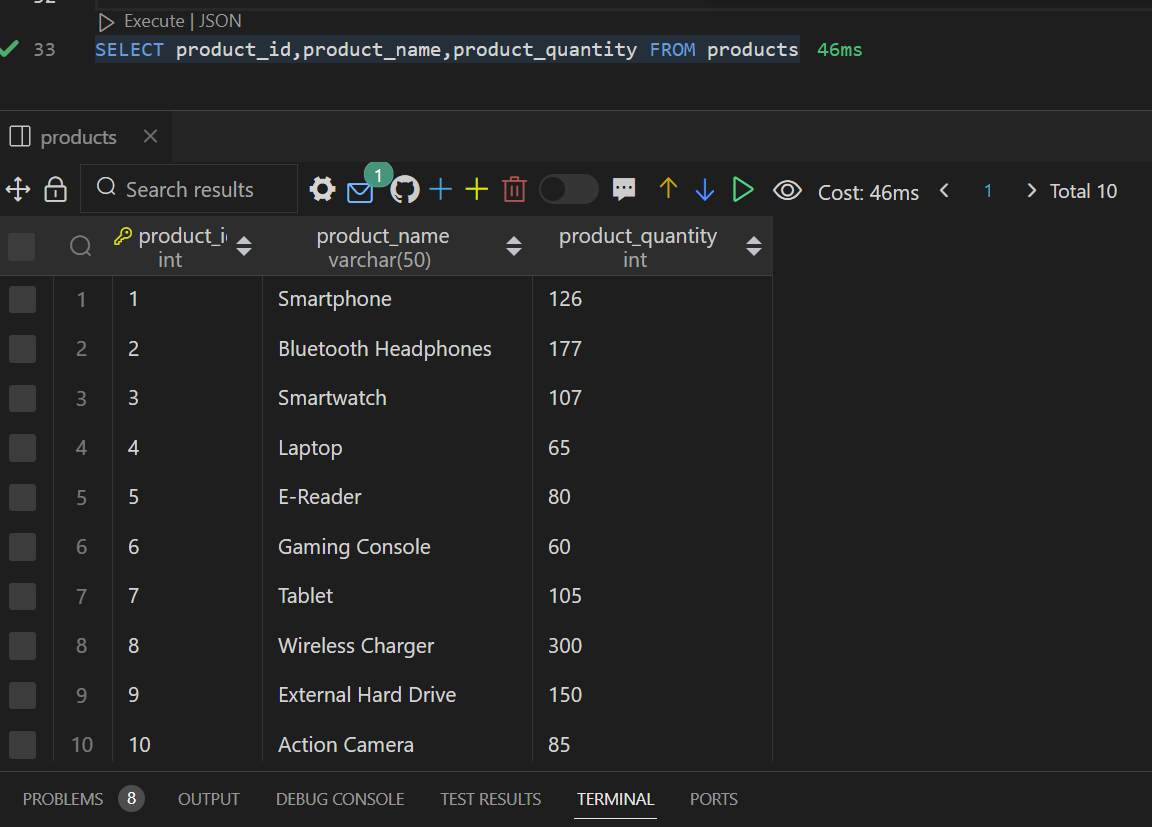 32
Execute | JSON
33 SELECT product_id,product_name,product_quantity FROM products 46ms
products
Search results 1 Cost: 46ms 1 Total 10
product_i product_name product_quantity
int varchar(50) int
1 1 Smartphone 126
2 2 Bluetooth Headphones 177
3 3 Smartwatch 107
4 4 Laptop 65
5 5 E-Reader 80
6 6 Gaming Console 60
7 7 Tablet 105
8 8 Wireless Charger 300
9 9 External Hard Drive 150
10 10 Action Camera 85
PROBLEMS 8 OUTPUT DEBUG CONSOLE TEST RESULTS TERMINAL PORTS